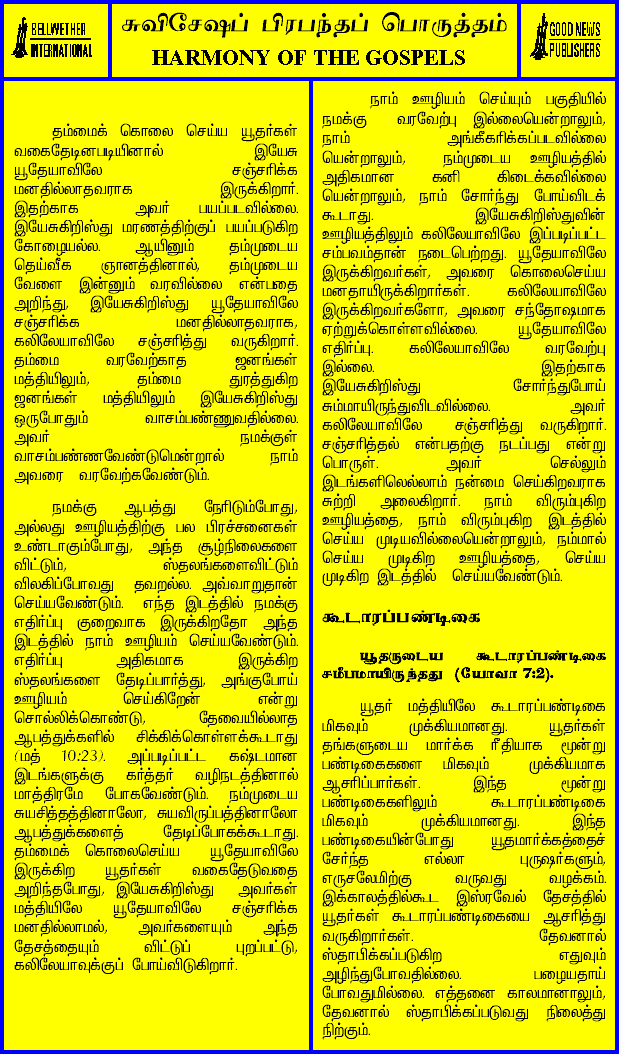 BELLWETHER
INTERNATIONAL
சுவிசேஷப் பிரபந்தப் பொருத்தம்
HARMONY OF THE GOSPELS
GOOD NEWS
PUBLISHERS
தம்மைக் கொலை செய்ய யூதர்கள்
வகைதேடினபடியினால் இயேசு
யூதேயாவிலே சஞ்சரிக்க
மனதில்லாதவராக இருக்கிறார்.
இதற்காக அவர் பயப்படவில்லை.
இயேசுகிறிஸ்து மரணத்திற்குப் பயப்படுகிற
கோழையல்ல. ஆயினும் தம்முடைய
தெய்வீக ஞானத்தினால், தம்முடைய
வேளை இன்னும் வரவில்லை என்பதை
அறிந்து, இயேசுகிறிஸ்து யூதேயாவிலே
சஞ்சரிக்க மனதில்லாதவராக,
கலிலேயாவிலே சஞ்சரித்து வருகிறார்.
தம்மை வரவேற்காத ஜனங்கள்
மத்தியிலும், தம்மை துரத்துகிற
ஜனங்கள் மத்தியிலும் இயேசுகிறிஸ்து
ஒருபோதும் வாசம்பண்ணுவதில்லை.
அவர் நமக்குள்
வாசம்பண்ணவேண்டுமென்றால் நாம்
அவரை வரவேற்கவேண்டும்.
நமக்கு ஆபத்து நேரிடும்போது,
அல்லது ஊழியத்திற்கு பல பிரச்சனைகள்
உண்டாகும்போது, அந்த சூழ்நிலைகளை
விட்டும், ஸ்தலங்களைவிட்டும்
விலகிப்போவது தவறல்ல. அவ்வாறுதான்
செய்யவேண்டும். எந்த இடத்தில் நமக்கு
எதிர்ப்பு குறைவாக இருக்கிறதோ அந்த
இடத்தில் நாம் ஊழியம் செய்யவேண்டும்.
எதிர்ப்பு அதிகமாக இருக்கிற
ஸ்தலங்களை தேடிப்பார்த்து, அங்குபோய்
ஊழியம் செய்கிறேன் என்று
சொல்லிக்கொண்டு, தேவையில்லாத
ஆபத்துக்களில் சிக்கிக்கொள்ளக்கூடாது
(மத் 10:23). அப்படிப்பட்ட கஷ்டமான
இடங்களுக்கு கர்த்தர் வழிநடத்தினால்
மாத்திரமே போகவேண்டும். நம்முடைய
சுயசித்தத்தினாலோ, சுயவிருப்பத்தினாலோ
ஆபத்துக்களைத் தேடிப்போகக்கூடாது.
தம்மைக் கொலைசெய்ய யூதேயாவிலே
இருக்கிற யூதர்கள் வகைதேடுவதை
அறிந்தபோது, இயேசுகிறிஸ்து அவர்கள்
மத்தியிலே யூதேயாவிலே சஞ்சரிக்க
மனதில்லாமல், அவர்களையும் அந்த
தேசத்தையும் விட்டுப் புறப்பட்டு,
கலிலேயாவுக்குப் போய்விடுகிறார்.
நாம் ஊழியம் செய்யும் பகுதியில்
நமக்கு வரவேற்பு இல்லையென்றாலும்,
நாம் அங்கீகரிக்கப்படவில்லை
யென்றாலும், நம்முடைய ஊழியத்தில்
அதிகமான கனி கிடைக்கவில்லை
யென்றாலும், நாம் சோர்ந்து போய்விடக்
கூடாது. இயேசுகிறிஸ்துவின்
ஊழியத்திலும் கலிலேயாவிலே இப்படிப்பட்ட
சம்பவம்தான் நடைபெற்றது. யூதேயாவிலே
இருக்கிறவர்கள், அவரை கொலைசெய்ய
மனதாயிருக்கிறார்கள். கலிலேயாவிலே
இருக்கிறவர்களோ, அவரை சந்தோஷமாக
ஏற்றுக்கொள்ளவில்லை. யூதேயாவிலே
எதிர்ப்பு. கலிலேயாவிலே வரவேற்பு
இல்லை. இதற்காக
இயேசுகிறிஸ்து சோர்ந்துபோய்
சும்மாயிருந்துவிடவில்லை. அவர்
கலிலேயாவிலே சஞ்சரித்து வருகிறார்.
சஞ்சரித்தல் என்பதற்கு நடப்பது என்று
பொருள். அவர் செல்லும்
இடங்களிலெல்லாம் நன்மை செய்கிறவராக
சுற்றி அலைகிறார். நாம் விரும்புகிற
ஊழியத்தை, நாம் விரும்புகிற இடத்தில்
செய்ய முடியவில்லையென்றாலும், நம்மால்
செய்ய முடிகிற ஊழியத்தை, செய்ய
முடிகிற இடத்தில் செய்யவேண்டும்.
கூடாரப்பண்டிகை
யூதருடைய கூடாரப்பண்டிகை
சமீபமாயிருந்தது (யோவா 7:2).
யூதர் மத்தியிலே கூடாரப்பண்டிகை
மிகவும் முக்கியமானது. யூதர்கள்
தங்களுடைய மார்க்க ரீதியாக மூன்று
பண்டிகைகளை மிகவும் முக்கியமாக
ஆசரிப்பார்கள். இந்த மூன்று
பண்டிகைகளிலும் கூடாரப்பண்டிகை
மிகவும் முக்கியமானது. இந்த
பண்டிகையின்போது யூதமார்க்கத்தைச்
சேர்ந்த எல்லா புருஷர்களும்,
எருசலேமிற்கு வருவது வழக்கம்.
இக்காலத்தில்கூட இஸ்ரவேல் தேசத்தில்
யூதர்கள் கூடாரப்பண்டிகையை ஆசரித்து
வருகிறார்கள். தேவனால்
ஸ்தாபிக்கப்படுகிற எதுவும்
அழிந்துபோவதில்லை. பழையதாய்
போவதுமில்லை. எத்தனை காலமானாலும்,
தேவனால் ஸ்தாபிக்கப்படுவது நிலைத்து
நிற்கும்.